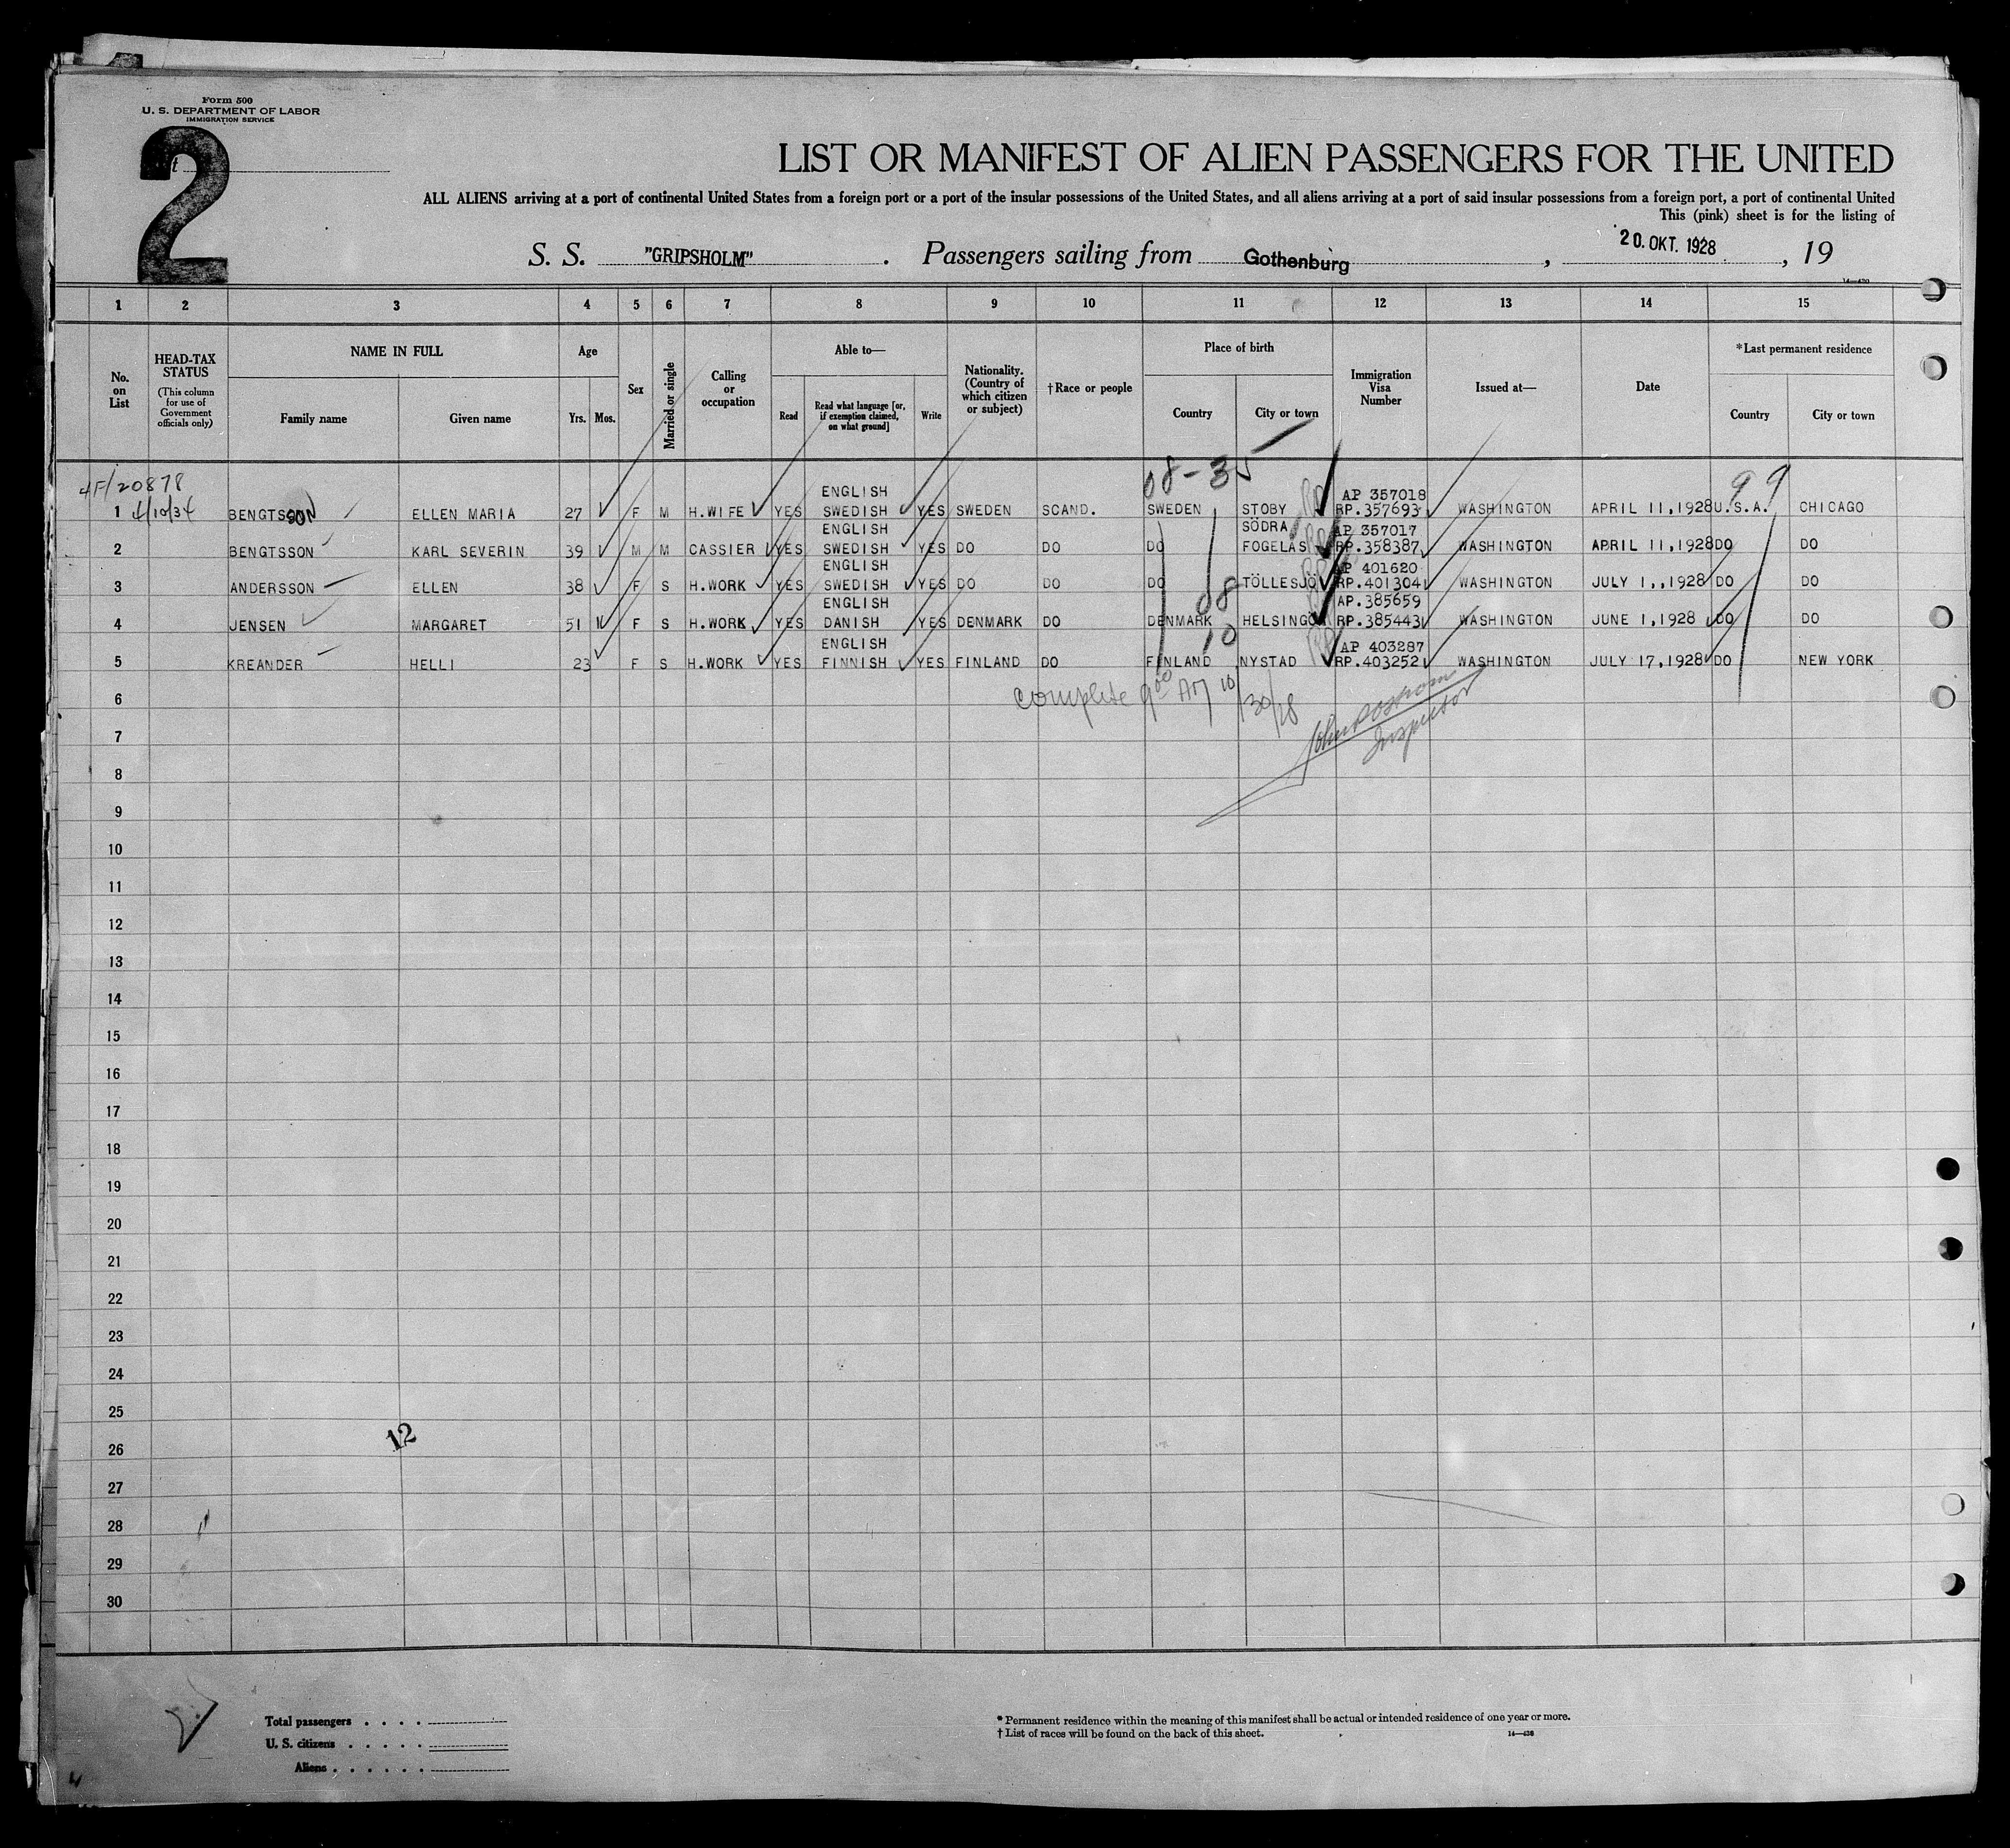 Form 500
U. S. DEPARTMENT OF LABOR
IMMIGRATION SERVICE
2
LIST OR MANIFEST OF ALIEN PASSENGERS FOR THE UNITED
ALL ALIENS arriving at a port of continental United States from a foreign port or a port of the insular possessions of the United States, and all aliens arriving at a port of said insular possessions from a foreign port, a port of continental United
This (pink) sheet is for the listing of
S. S. "GRIPSHOLM". Passengers sailing from Gothenburg, 20. OKT. 1928, 19
1 2 3 4 5 6 7 8 9 10 11 12 13 14 15
No. on List
HEAD-TAX STATUS
(This column for use of Government officials only)
NAME IN FULL
Family name Given name
Age
Yrs. Mos.
Sex
Married or single
Calling or occupation
Able to—
Read
Read what language [or, if exemption claimed, on what ground]
Write
Nationality. (Country of which citizen or subject)
†Race or people
Place of birth
Country City or town
Immigration Visa Number
Issued at—
Date
*Last permanent residence
Country City or town
4F/20878
4/10/34
08-35
99
ENGLISH AP 357018
1 BENGTSSON ELLEN MARIA 27 F M H.WIFE YES SWEDISH YES SWEDEN SCAND. SWEDEN STOBY RP.357693 WASHINGTON APRIL 11,1928 U.S.A. CHICAGO
ENGLISH SÖDRA AP 357017
2 BENGTSSON KARL SEVERIN 39 M M CASSIER YES SWEDISH YES DO DO DO FOGELAS RP.358387 WASHINGTON APRIL 11,1928 DO DO
ENGLISH AP 401620
3 ANDERSSON ELLEN 38 F S H.WORK YES SWEDISH YES DO DO DO TÖLLESJÖ RP.401304 WASHINGTON JULY 1,,1928 DO DO
ENGLISH 08 AP.385659
4 JENSEN MARGARET 51 F S H.WORK YES DANISH YES DENMARK DO DENMARK HELSINGÖ RP.385443 WASHINGTON JUNE 1,1928 DO DO
ENGLISH 10 AP 403287
5 KREANDER HELLI 23 F S H.WORK YES FINNISH YES FINLAND DO FINLAND NYSTAD RP.403252 WASHINGTON JULY 17,1928 DO NEW YORK
6
complete 9 00 10/30/28
Inspector
7
8
9
10
11
12
13
14
15
16
17
18
19
20
21
22
23
24
25
26
12
27
28
29
30
Total passengers . . . .
U. S. citizens . . . . .
Aliens . . . . . .
* Permanent residence within the meaning of this manifest shall be actual or intended residence of one year or more.
† List of races will be found on the back of this sheet.